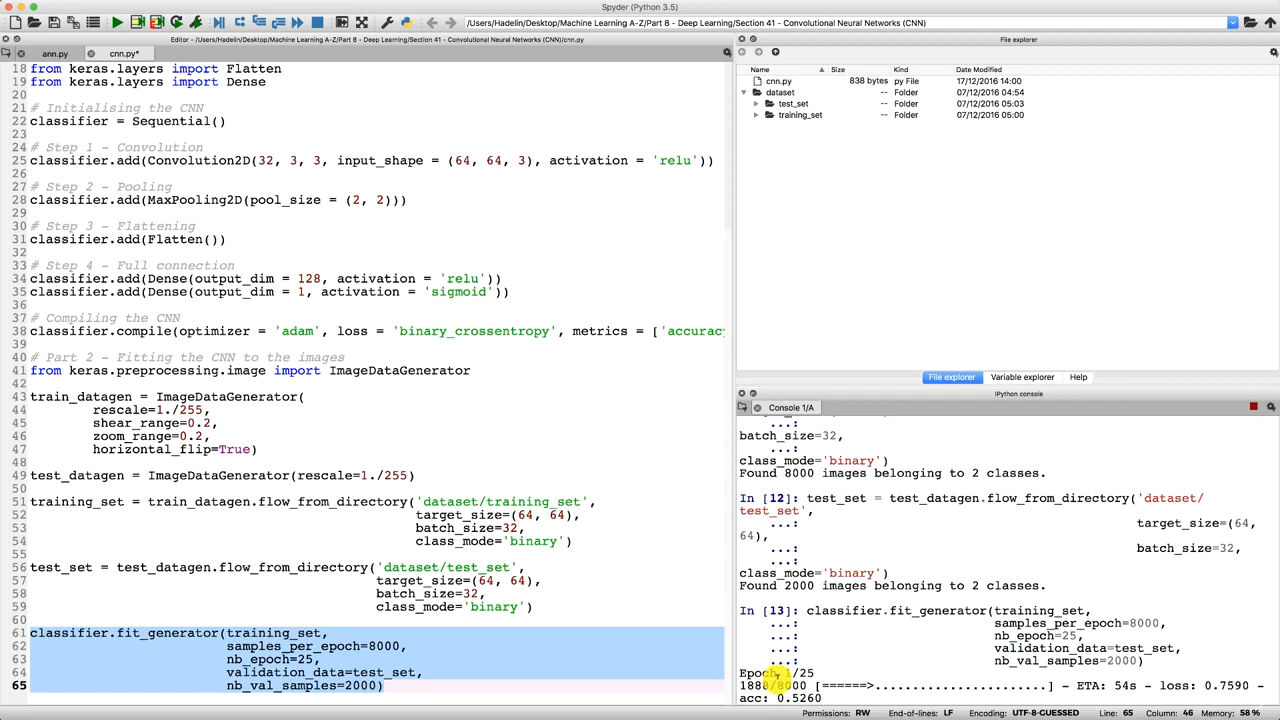 Spyder (Python 3.5)
/Users/Hadelin/Desktop/Machine Learning A-Z/Part 8 - Deep Learning/Section 41 - Convolutional Neural Networks (CNN)
Editor - /Users/Hadelin/Desktop/Machine Learning A-Z/Part 8 - Deep Learning/Section 41 - Convolutional Neural Networks (CNN)/cnn.py
ann.py cnn.py*
18 from keras.layers import Flatten
19 from keras.layers import Dense
20
21 # Initialising the CNN
22 classifier = Sequential()
23
24 # Step 1 - Convolution
25 classifier.add(Convolution2D(32, 3, 3, input_shape = (64, 64, 3), activation = 'relu'))
26
27 # Step 2 - Pooling
28 classifier.add(MaxPooling2D(pool_size = (2, 2)))
29
30 # Step 3 - Flattening
31 classifier.add(Flatten())
32
33 # Step 4 - Full connection
34 classifier.add(Dense(output_dim = 128, activation = 'relu'))
35 classifier.add(Dense(output_dim = 1, activation = 'sigmoid'))
36
37 # Compiling the CNN
38 classifier.compile(optimizer = 'adam', loss = 'binary_crossentropy', metrics = ['accuracy
39
40 # Part 2 - Fitting the CNN to the images
41 from keras.preprocessing.image import ImageDataGenerator
42
43 train_datagen = ImageDataGenerator(
44 rescale=1./255,
45 shear_range=0.2,
46 zoom_range=0.2,
47 horizontal_flip=True)
48
49 test_datagen = ImageDataGenerator(rescale=1./255)
50
51 training_set = train_datagen.flow_from_directory('dataset/training_set',
52 target_size=(64, 64),
53 batch_size=32,
54 class_mode='binary')
55
56 test_set = test_datagen.flow_from_directory('dataset/test_set',
57 target_size=(64, 64),
58 batch_size=32,
59 class_mode='binary')
60
61 classifier.fit_generator(training_set,
62 samples_per_epoch=8000,
63 nb_epoch=25,
64 validation_data=test_set,
65 nb_val_samples=2000)
File explorer
Name Size Kind Date Modified
cnn.py 838 bytes py File 17/12/2016 14:00
dataset -- Folder 07/12/2016 04:54
test_set -- Folder 07/12/2016 05:03
training_set -- Folder 07/12/2016 05:00
File explorer Variable explorer Help
IPython console
Console 1/A
...:
batch_size=32,
...:
class_mode='binary')
Found 8000 images belonging to 2 classes.
In [12]: test_set = test_datagen.flow_from_directory('dataset/
test_set',
...: target_size=(64,
64),
...: batch_size=32,
...:
class_mode='binary')
Found 2000 images belonging to 2 classes.
In [13]: classifier.fit_generator(training_set,
...: samples_per_epoch=8000,
...: nb_epoch=25,
...: validation_data=test_set,
...: nb_val_samples=2000)
Epoch 1/25
1888/8000 [======>.......................] - ETA: 54s - loss: 0.7590 -
acc: 0.5260
Permissions: RW End-of-lines: LF Encoding: UTF-8-GUESSED Line: 65 Column: 46 Memory: 58 %